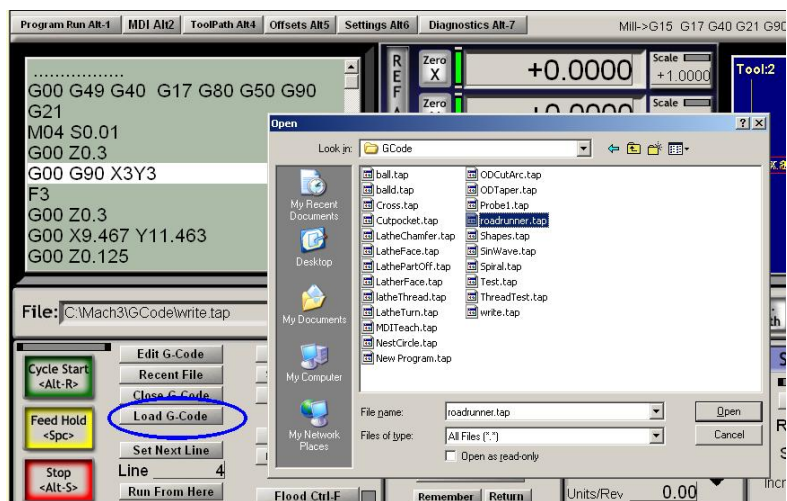 Program Run Alt-1 MDI Alt2 ToolPath Alt4 Offsets Alt5 Settings Alt6 Diagnostics Alt-7 Mill->G15 G17 G40 G21 G90
................
G00 G49 G40 G17 G80 G50 G90
G21
M04 S0.01
G00 Z0.3
G00 G90 X3Y3
F3
G00 Z0.3
G00 X9.467 Y11.463
G00 Z0.125
R
E
F
Zero
X
+0.0000
Scale
+1.0000
Tool:2
Zero
Scale
Open
Look in: GCode
My Recent
Documents
Desktop
My Documents
My Computer
My Network
Places
ball.tap
balld.tap
Cross.tap
Cutpocket.tap
LatheChamfer.tap
LatheFace.tap
LathePartOff.tap
LatherFace.tap
latheThread.tap
LatheTurn.tap
MDITeach.tap
NestCircle.tap
New Program.tap
ODCutArc.tap
ODTaper.tap
Probe1.tap
roadrunner.tap
Shapes.tap
SinWave.tap
Spiral.tap
Test.tap
ThreadTest.tap
write.tap
File name: roadrunner.tap Open
Files of type: All Files (*.*) Cancel
Open as read-only
File: C:\Mach3\GCode\write.tap
Cycle Start
<Alt-R>
Feed Hold
<Spc>
Stop
<Alt-S>
Edit G-Code
Recent File
Close G-Code
Load G-Code
Set Next Line
Line 4
Run From Here
Flood Ctrl-F
Remember Return
Units/Rev 0.00